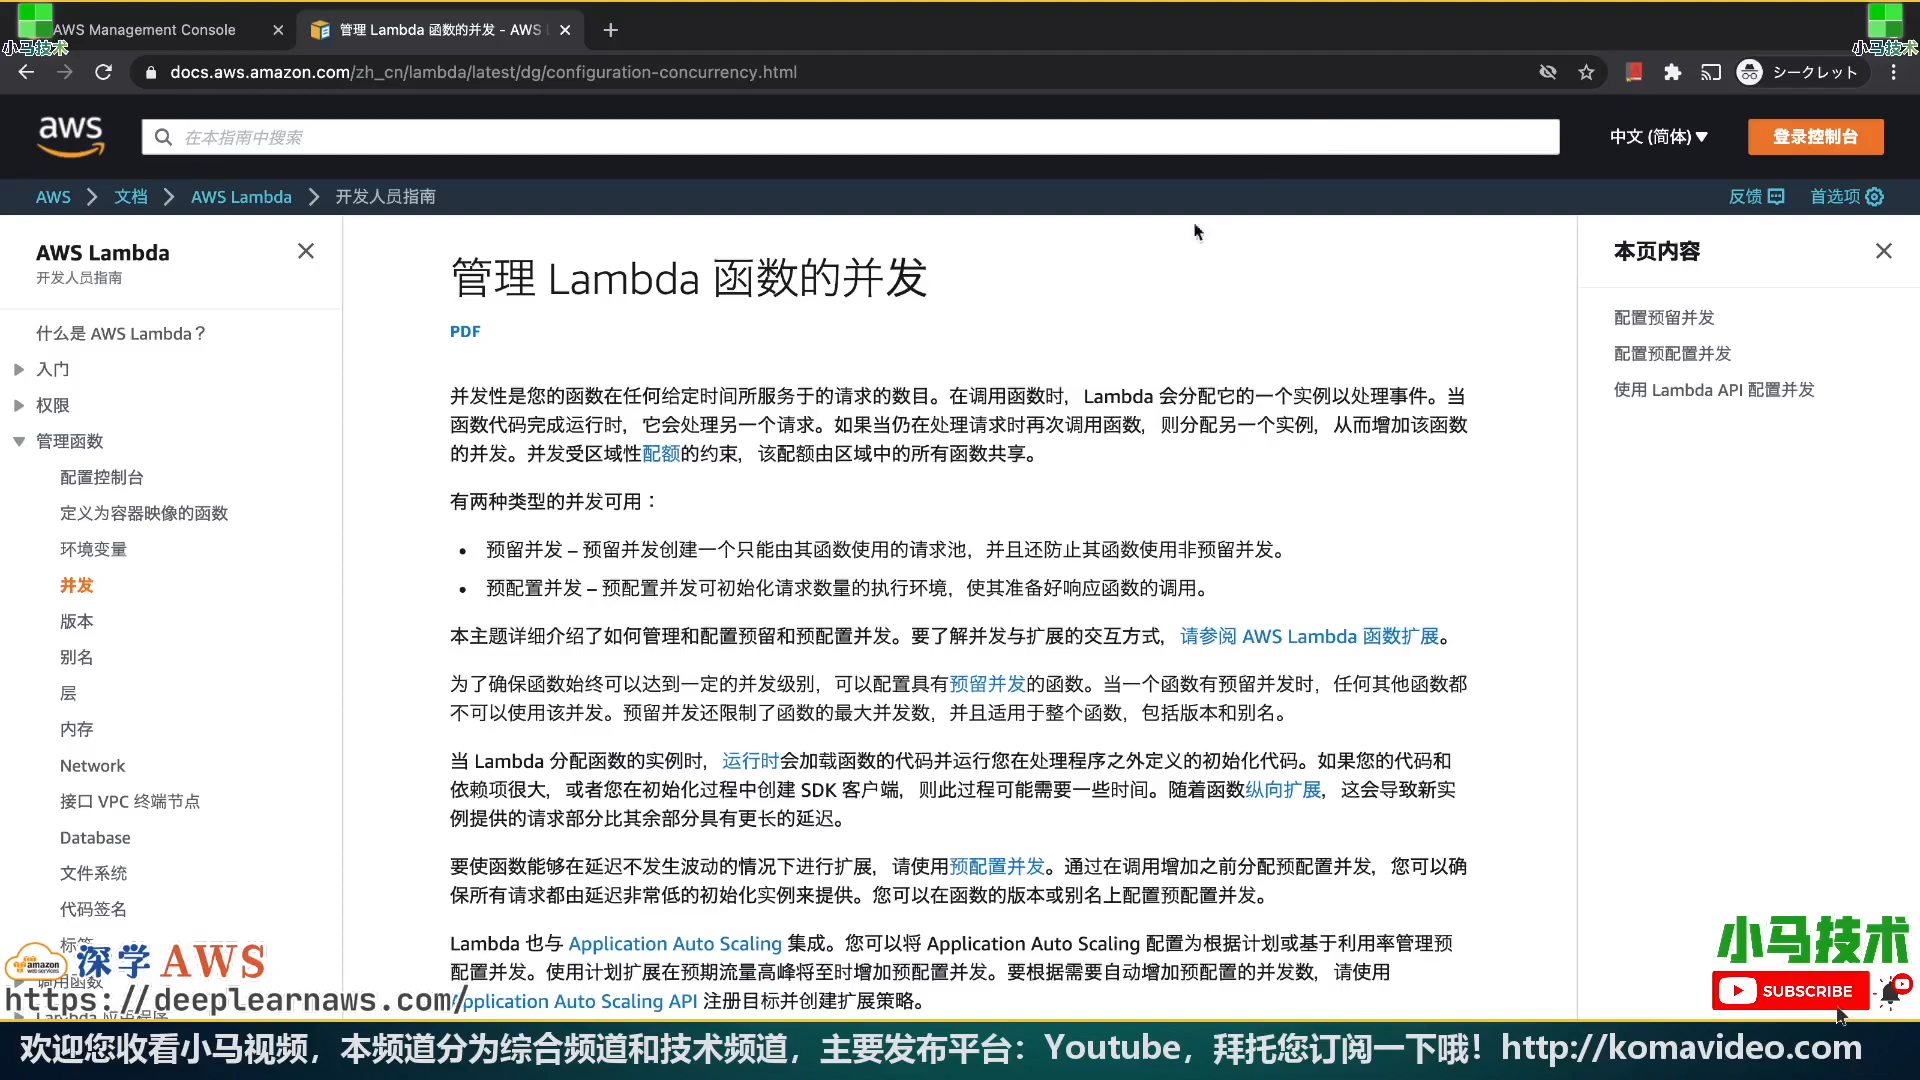 AWS Management Console
管理 Lambda 函数的并发 - AWS
小马技术
小马技术
docs.aws.amazon.com/zh_cn/lambda/latest/dg/configuration-concurrency.html
シークレット
aws
在本指南中搜索
中文 (简体)
登录控制台
AWS
文档
AWS Lambda
开发人员指南
反馈
首选项
AWS Lambda
开发人员指南
什么是 AWS Lambda？
入门
权限
管理函数
配置控制台
定义为容器映像的函数
环境变量
并发
版本
别名
层
内存
Network
接口 VPC 终端节点
Database
文件系统
代码签名
标签
调用函数
管理 Lambda 函数的并发
PDF
并发性是您的函数在任何给定时间所服务于的请求的数目。在调用函数时，Lambda 会分配它的一个实例以处理事件。当
函数代码完成运行时，它会处理另一个请求。如果当仍在处理请求时再次调用函数，则分配另一个实例，从而增加该函数
的并发。并发受区域性配额的约束，该配额由区域中的所有函数共享。
有两种类型的并发可用：
• 预留并发 – 预留并发创建一个只能由其函数使用的请求池，并且还防止其函数使用非预留并发。
• 预配置并发 – 预配置并发可初始化请求数量的执行环境，使其准备好响应函数的调用。
本主题详细介绍了如何管理和配置预留和预配置并发。要了解并发与扩展的交互方式，请参阅 AWS Lambda 函数扩展。
为了确保函数始终可以达到一定的并发级别，可以配置具有预留并发的函数。当一个函数有预留并发时，任何其他函数都
不可以使用该并发。预留并发还限制了函数的最大并发数，并且适用于整个函数，包括版本和别名。
当 Lambda 分配函数的实例时，运行时会加载函数的代码并运行您在处理程序之外定义的初始化代码。如果您的代码和
依赖项很大，或者您在初始化过程中创建 SDK 客户端，则此过程可能需要一些时间。随着函数纵向扩展，这会导致新实
例提供的请求部分比其余部分具有更长的延迟。
要使函数能够在延迟不发生波动的情况下进行扩展，请使用预配置并发。通过在调用增加之前分配预配置并发，您可以确
保所有请求都由延迟非常低的初始化实例来提供。您可以在函数的版本或别名上配置预配置并发。
Lambda 也与 Application Auto Scaling 集成。您可以将 Application Auto Scaling 配置为根据计划或基于利用率管理预
配置并发。使用计划扩展在预期流量高峰将至时增加预配置并发。要根据需要自动增加预配置的并发数，请使用
Application Auto Scaling API 注册目标并创建扩展策略。
本页内容
配置预留并发
配置预配置并发
使用 Lambda API 配置并发
amazon
web services
深学 AWS
https://deeplearnaws.com/
小马技术
SUBSCRIBE
欢迎您收看小马视频，本频道分为综合频道和技术频道，主要发布平台：Youtube，拜托您订阅一下哦！http://komavideo.com